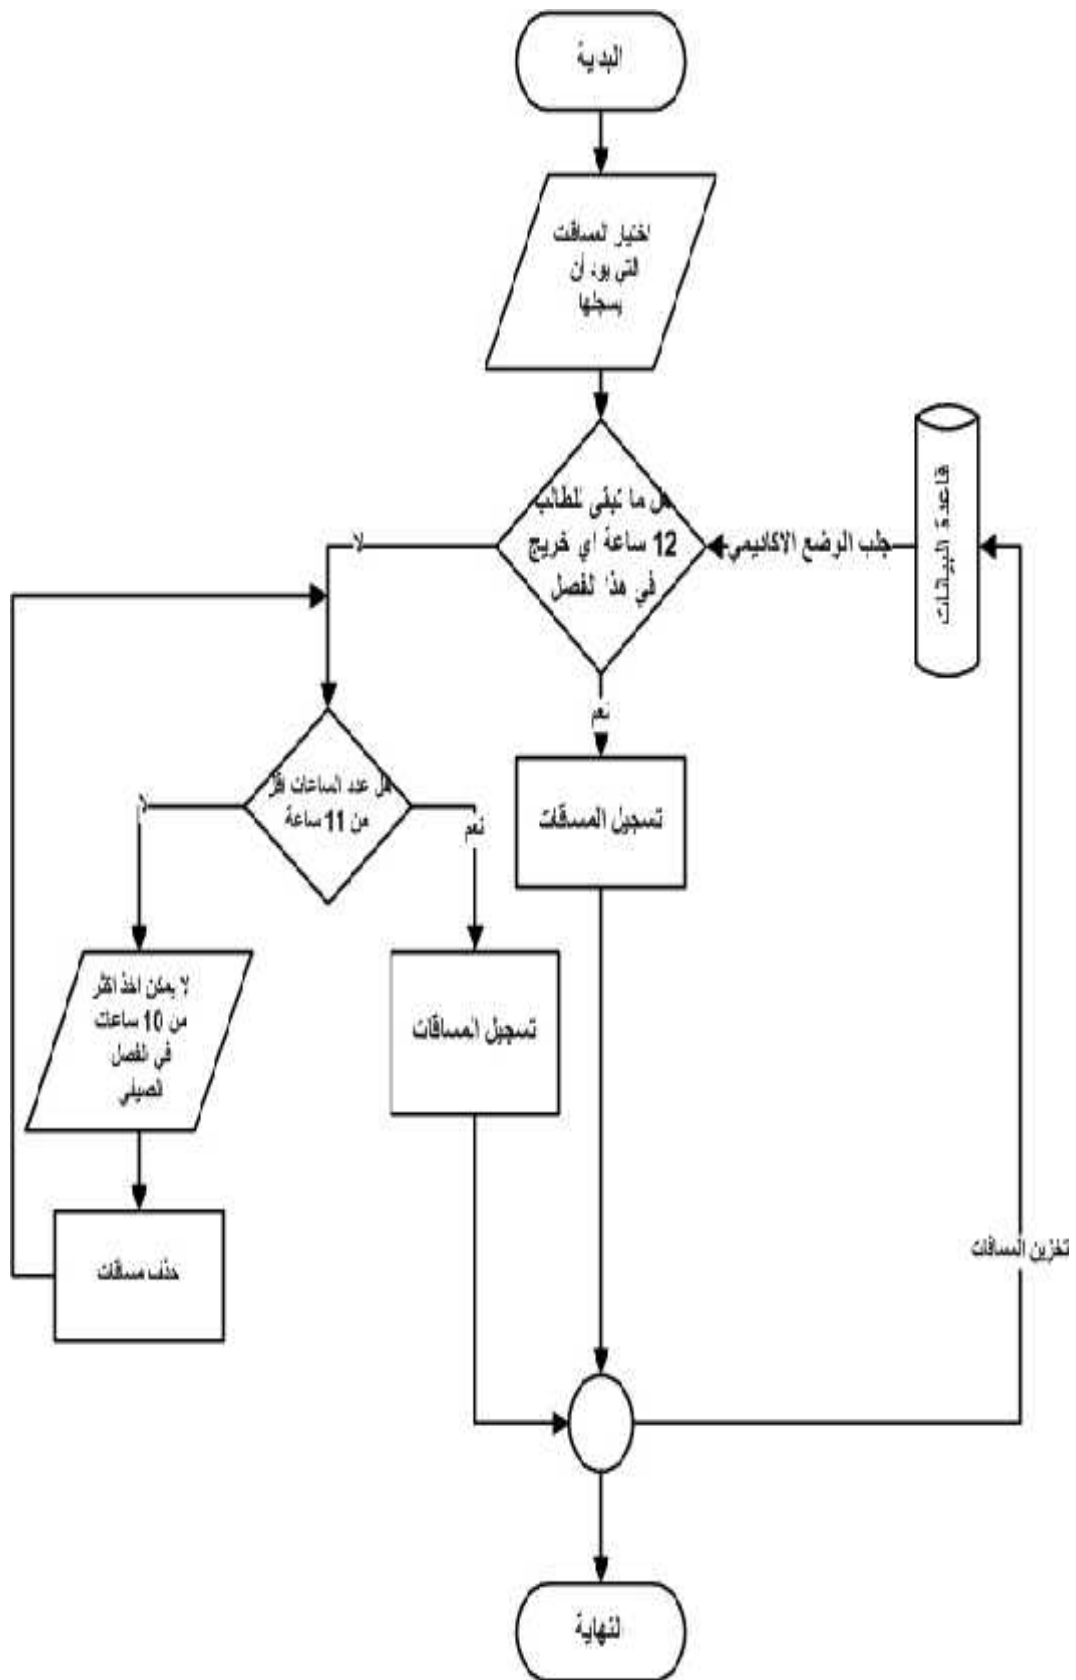 البدية
اختيار المساقت
التي يود أن
يسجلها
هل ما تبقى للطالب
12 ساعة اي خريج
في هذا الفصل
جلب الوضع الاكاديمي
قاعدة البيانات
لا
نعم
هل عدد الساعات اقل
من 11 ساعة
لا
نعم
تسجيل المساقات
تسجيل المساقات
لا يمكن اخذ اكثر
من 10 ساعات
في الفصل
الصيفي
حذف مساقات
تخزين المساقات
النهاية